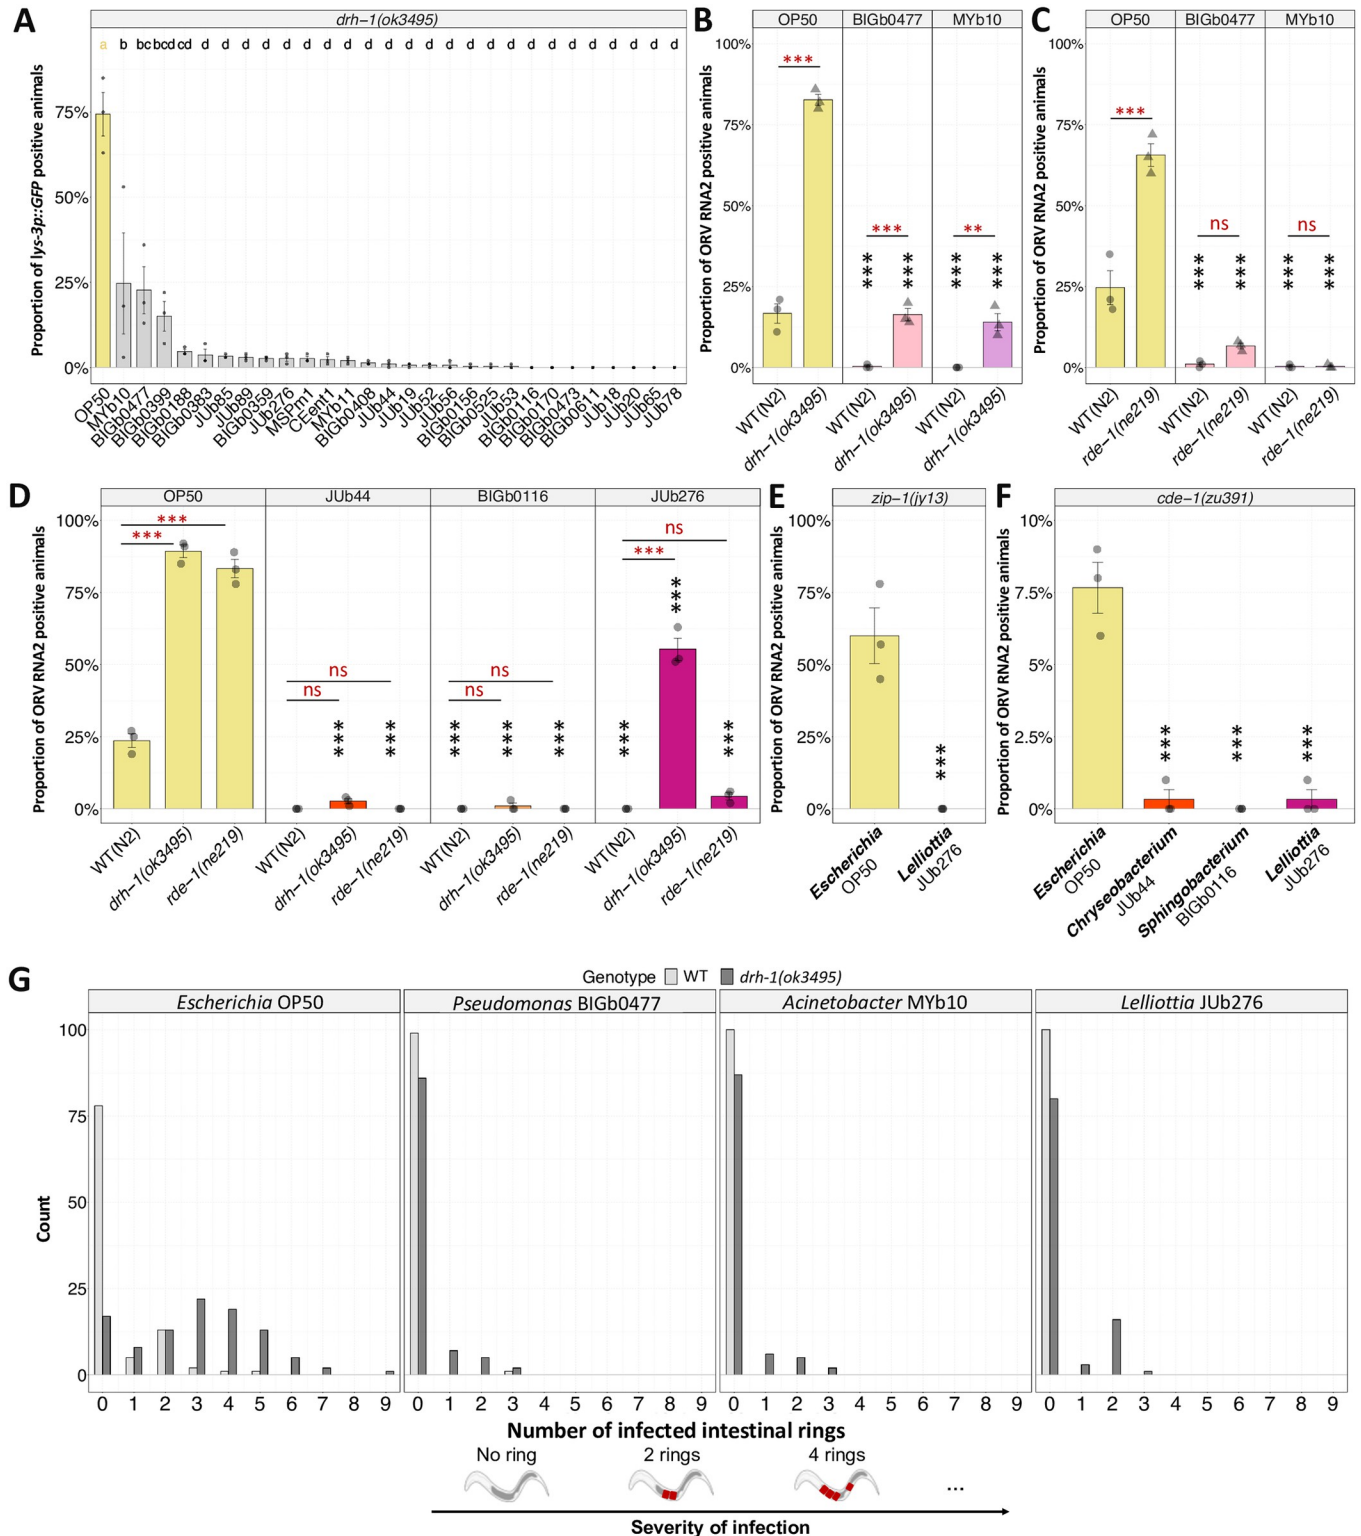 A
drh−1(ok3495)
a b bc bcd cd d d d d d d d d d d d d d d d d d d d d d d d d
Proportion of lys-3p::GFP positive animals
75%
50%
25%
0%
OP50
MYb10
BIGb0477
BIGb0399
BIGb0188
BIGb0383
JUb85
JUb89
BIGb0359
JUb276
MSPm1
CEent1
MYb11
BIGb0408
JUb44
JUb19
JUb52
JUb56
BIGb0156
BIGb0525
JUb53
BIGb0116
BIGb0170
BIGb0473
BIGb0611
JUb18
JUb20
JUb65
JUb78
B
OP50 BIGb0477 MYb10
Proportion of ORV RNA2 positive animals
100%
75%
50%
25%
0%
***
*** **
*** *** *** ***
WT(N2)
drh−1(ok3495)
WT(N2)
drh−1(ok3495)
WT(N2)
drh−1(ok3495)
C
OP50 BIGb0477 MYb10
Proportion of ORV RNA2 positive animals
100%
75%
50%
25%
0%
***
ns ns
*** *** *** ***
WT(N2)
rde−1(ne219)
WT(N2)
rde−1(ne219)
WT(N2)
rde−1(ne219)
D
OP50 JUb44 BIGb0116 JUb276
Proportion of ORV RNA2 positive animals
100%
75%
50%
25%
0%
***
***
ns
ns
*** ***
ns
ns
*** *** ***
ns
***
*** *** ***
WT(N2)
drh−1(ok3495)
rde−1(ne219)
WT(N2)
drh−1(ok3495)
rde−1(ne219)
WT(N2)
drh−1(ok3495)
rde−1(ne219)
WT(N2)
drh−1(ok3495)
rde−1(ne219)
E
zip−1(jy13)
Proportion of ORV RNA2 positive animals
100%
75%
50%
25%
0%
***
Escherichia
OP50
Lelliottia
JUb276
F
cde−1(zu391)
Proportion of ORV RNA2 positive animals
10%
7.5%
5%
2.5%
0%
*** *** ***
Escherichia
OP50
Chryseobacterium
JUb44
Sphingobacterium
BIGb0116
Lelliottia
JUb276
G
Genotype WT drh-1(ok3495)
Escherichia OP50 Pseudomonas BIGb0477 Acinetobacter MYb10 Lelliottia JUb276
Count
100
75
50
25
0
0 1 2 3 4 5 6 7 8 9 0 1 2 3 4 5 6 7 8 9 0 1 2 3 4 5 6 7 8 9 0 1 2 3 4 5 6 7 8 9
Number of infected intestinal rings
No ring 2 rings 4 rings
...
Severity of infection